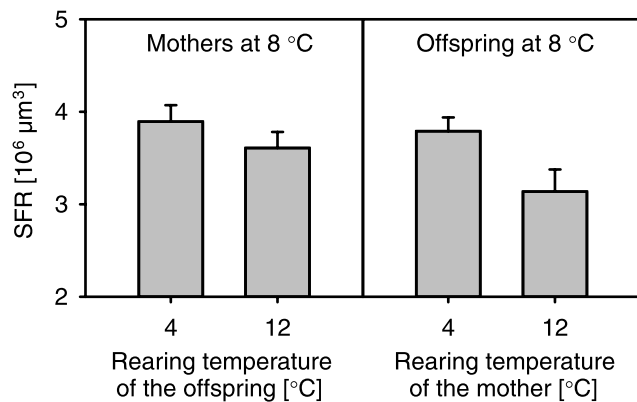 5
4
3
2
SFR [10⁶ µm³]
Mothers at 8 °C
Offspring at 8 °C
4 12
4 12
Rearing temperature
of the offspring [°C]
Rearing temperature
of the mother [°C]